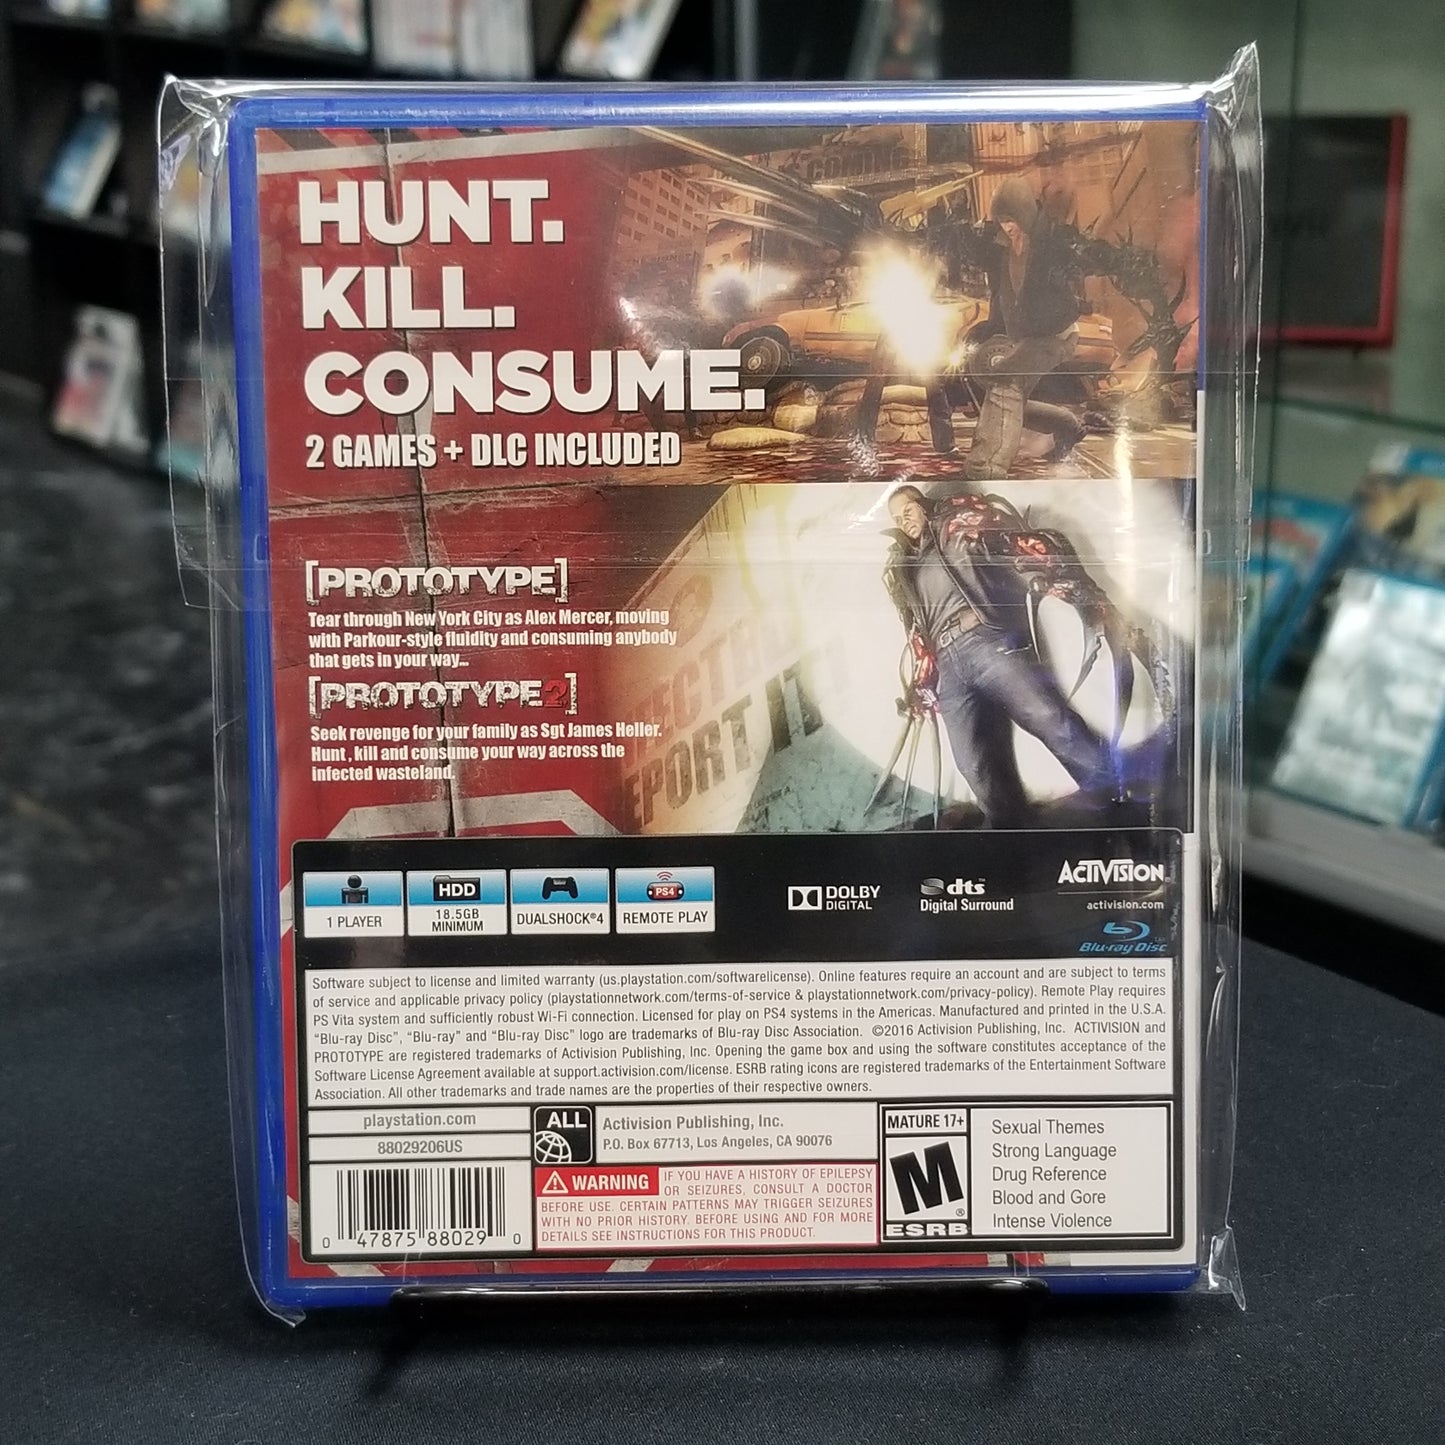 HUNT.
KILL.
CONSUME.
2 GAMES + DLC INCLUDED
COMING
[PROTOTYPE]
Tear through New York City as Alex Mercer, moving
with Parkour-style fluidity and consuming anybody
that gets in your way...
[PROTOTYPE2]
Seek revenge for your family as Sgt James Heller.
Hunt , kill and consume your way across the
infected wasteland.
EPORT IT
1 PLAYER
HDD
18.5GB
MINIMUM
DUALSHOCK®4
PS4
REMOTE PLAY
DOLBY
DIGITAL
dts
Digital Surround
ACTIVISION
activision.com
Blu-ray Disc
Software subject to license and limited warranty (us.playstation.com/softwarelicense). Online features require an account and are subject to terms
of service and applicable privacy policy (playstationnetwork.com/terms-of-service & playstationnetwork.com/privacy-policy). Remote Play requires
PS Vita system and sufficiently robust Wi-Fi connection. Licensed for play on PS4 systems in the Americas. Manufactured and printed in the U.S.A.
“Blu-ray Disc”, “Blu-ray” and “Blu-ray Disc” logo are trademarks of Blu-ray Disc Association. ©2016 Activision Publishing, Inc. ACTIVISION and
PROTOTYPE are registered trademarks of Activision Publishing, Inc. Opening the game box and using the software constitutes acceptance of the
Software License Agreement available at support.activision.com/license. ESRB rating icons are registered trademarks of the Entertainment Software
Association. All other trademarks and trade names are the properties of their respective owners.
playstation.com
88029206US
0 47875 88029 0
ALL
Activision Publishing, Inc.
P.O. Box 67713, Los Angeles, CA 90076
WARNING IF YOU HAVE A HISTORY OF EPILEPSY
OR SEIZURES, CONSULT A DOCTOR
BEFORE USE. CERTAIN PATTERNS MAY TRIGGER SEIZURES
WITH NO PRIOR HISTORY. BEFORE USING AND FOR MORE
DETAILS SEE INSTRUCTIONS FOR THIS PRODUCT.
MATURE 17+
M
®
ESRB
Sexual Themes
Strong Language
Drug Reference
Blood and Gore
Intense Violence